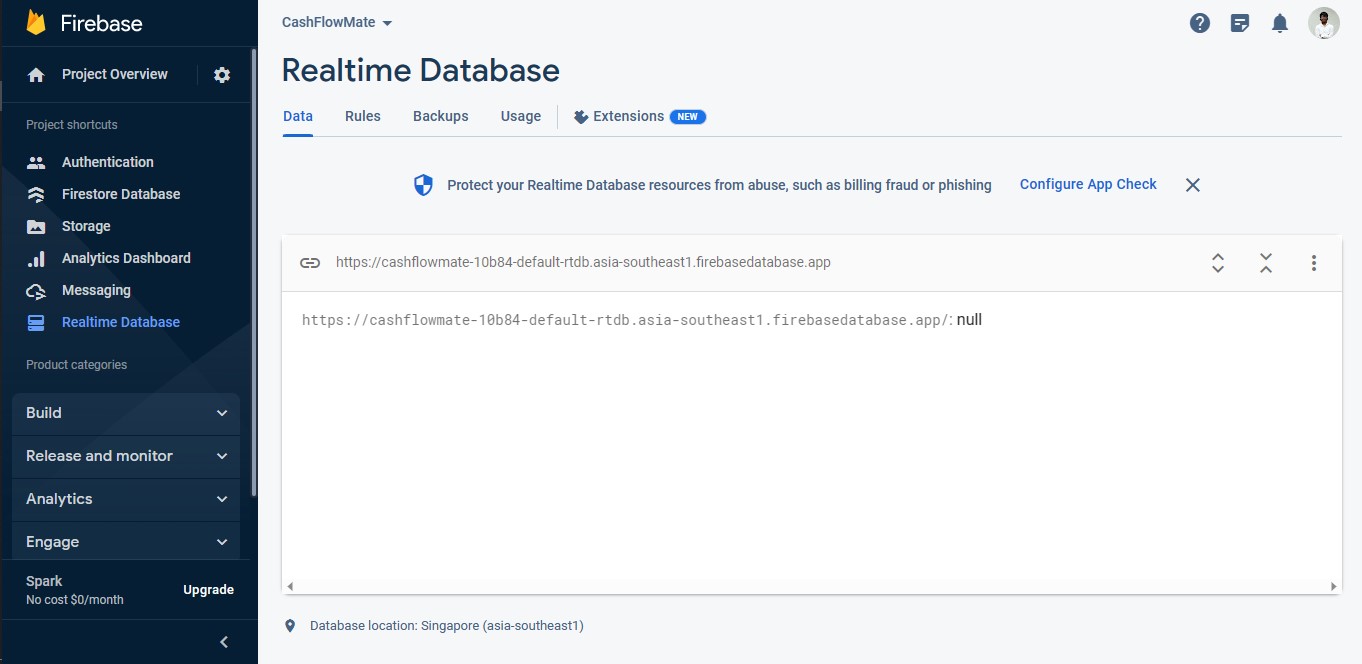 Firebase
Project Overview
Project shortcuts
Authentication
Firestore Database
Storage
Analytics Dashboard
Messaging
Realtime Database
Product categories
Build
Release and monitor
Analytics
Engage
Spark
No cost $0/month
Upgrade
CashFlowMate
Realtime Database
Data Rules Backups Usage Extensions NEW
Protect your Realtime Database resources from abuse, such as billing fraud or phishing Configure App Check
https://cashflowmate-10b84-default-rtdb.asia-southeast1.firebasedatabase.app
https://cashflowmate-10b84-default-rtdb.asia-southeast1.firebasedatabase.app/: null
Database location: Singapore (asia-southeast1)